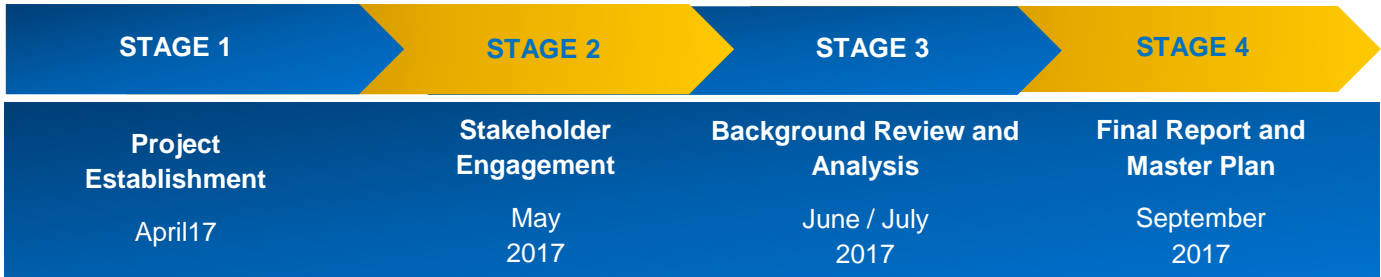 STAGE 1
STAGE 2
STAGE 3
STAGE 4
Project
Establishment
April17
Stakeholder
Engagement
May
2017
Background Review and
Analysis
June / July
2017
Final Report and
Master Plan
September
2017